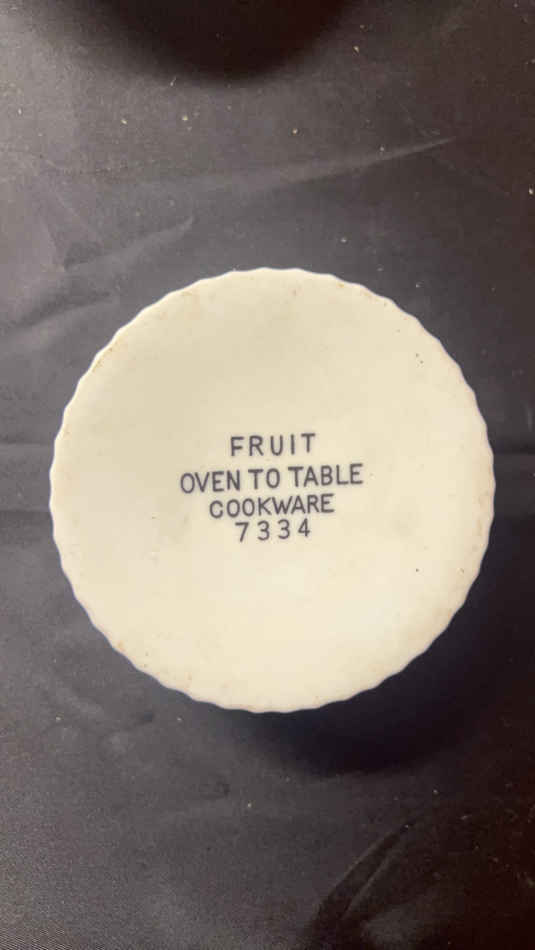 FRUIT
OVEN TO TABLE
COOKWARE
7334